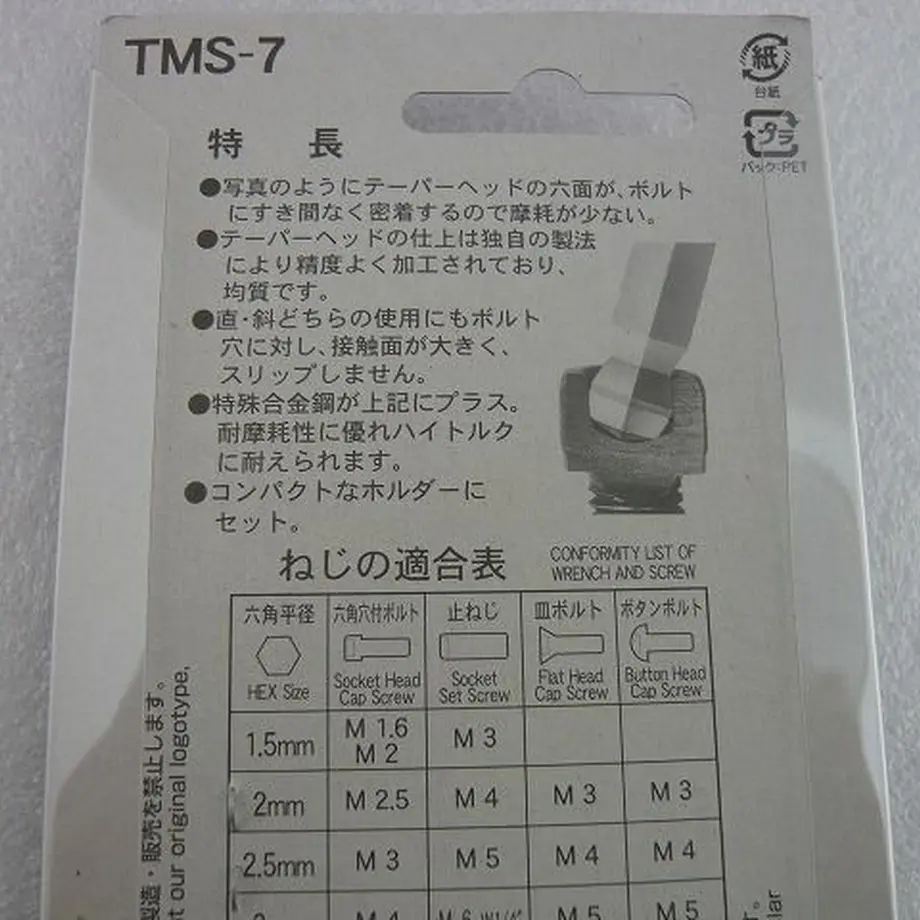 TMS-7
紙
台紙
プラ
パック:PET
特 長
●写真のようにテーパーヘッドの六面が、ボルト
にすき間なく密着するので摩耗が少ない。
●テーパーヘッドの仕上は独自の製法
により精度よく加工されており、
均質です。
●直・斜どちらの使用にもボルト
穴に対し、接触面が大きく、
スリップしません。
●特殊合金鋼が上記にプラス。
耐摩耗性に優れハイトルク
に耐えられます。
●コンパクトなホルダーに
セット。
ねじの適合表
CONFORMITY LIST OF
WRENCH AND SCREW
六角平径 六角穴付ボルト 止ねじ 皿ボルト ボタンボルト
HEX Size Socket Head Cap Screw Socket Set Screw Flat Head Cap Screw Button Head Cap Screw
1.5mm M 1.6 M 2 M 3
2mm M 2.5 M 4 M 3 M 3
2.5mm M 3 M 5 M 4 M 4
M 4 M 6 M 5 M 5
製造・販売を禁止します。
t our original logotype,